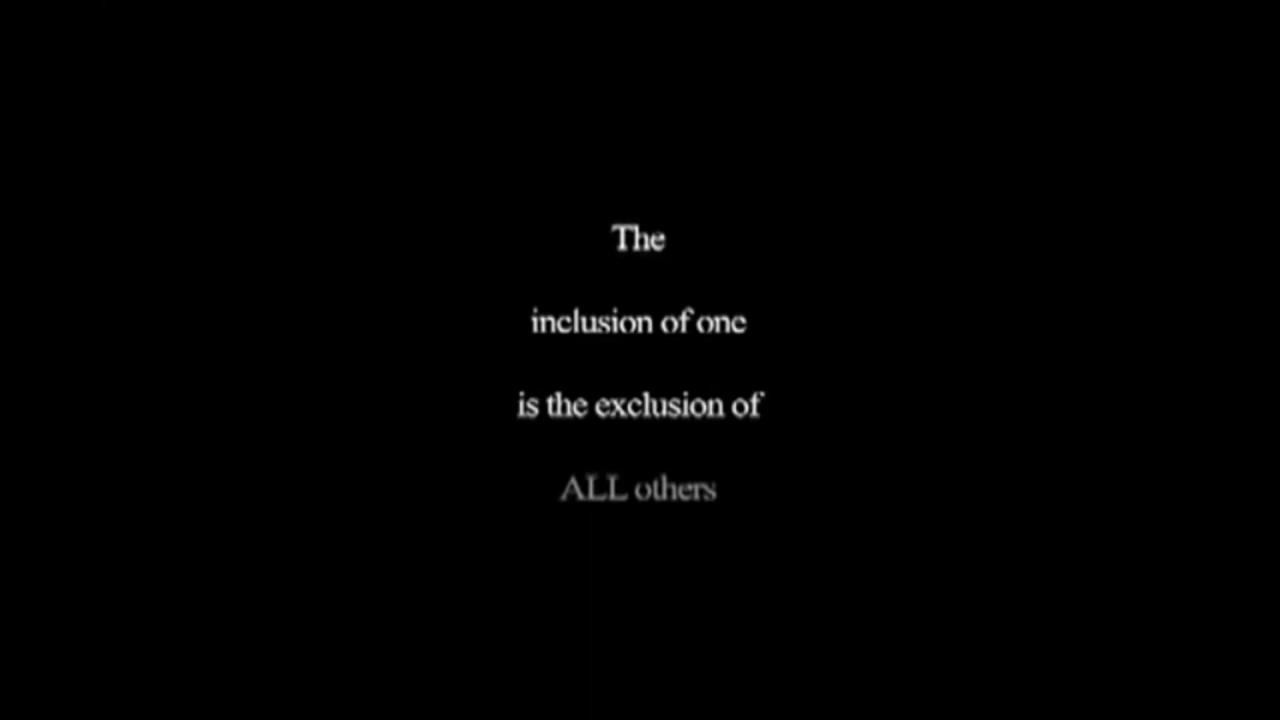 The
inclusion of one
is the exclusion of
ALL others